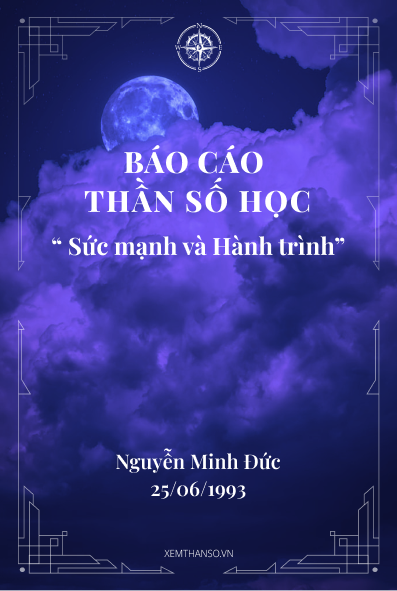 N
W E
S
BÁO CÁO
THẦN SỐ HỌC
“ Sức mạnh và Hành trình”
Nguyễn Minh Đức
25/06/1993
XEMTHANSO.VN